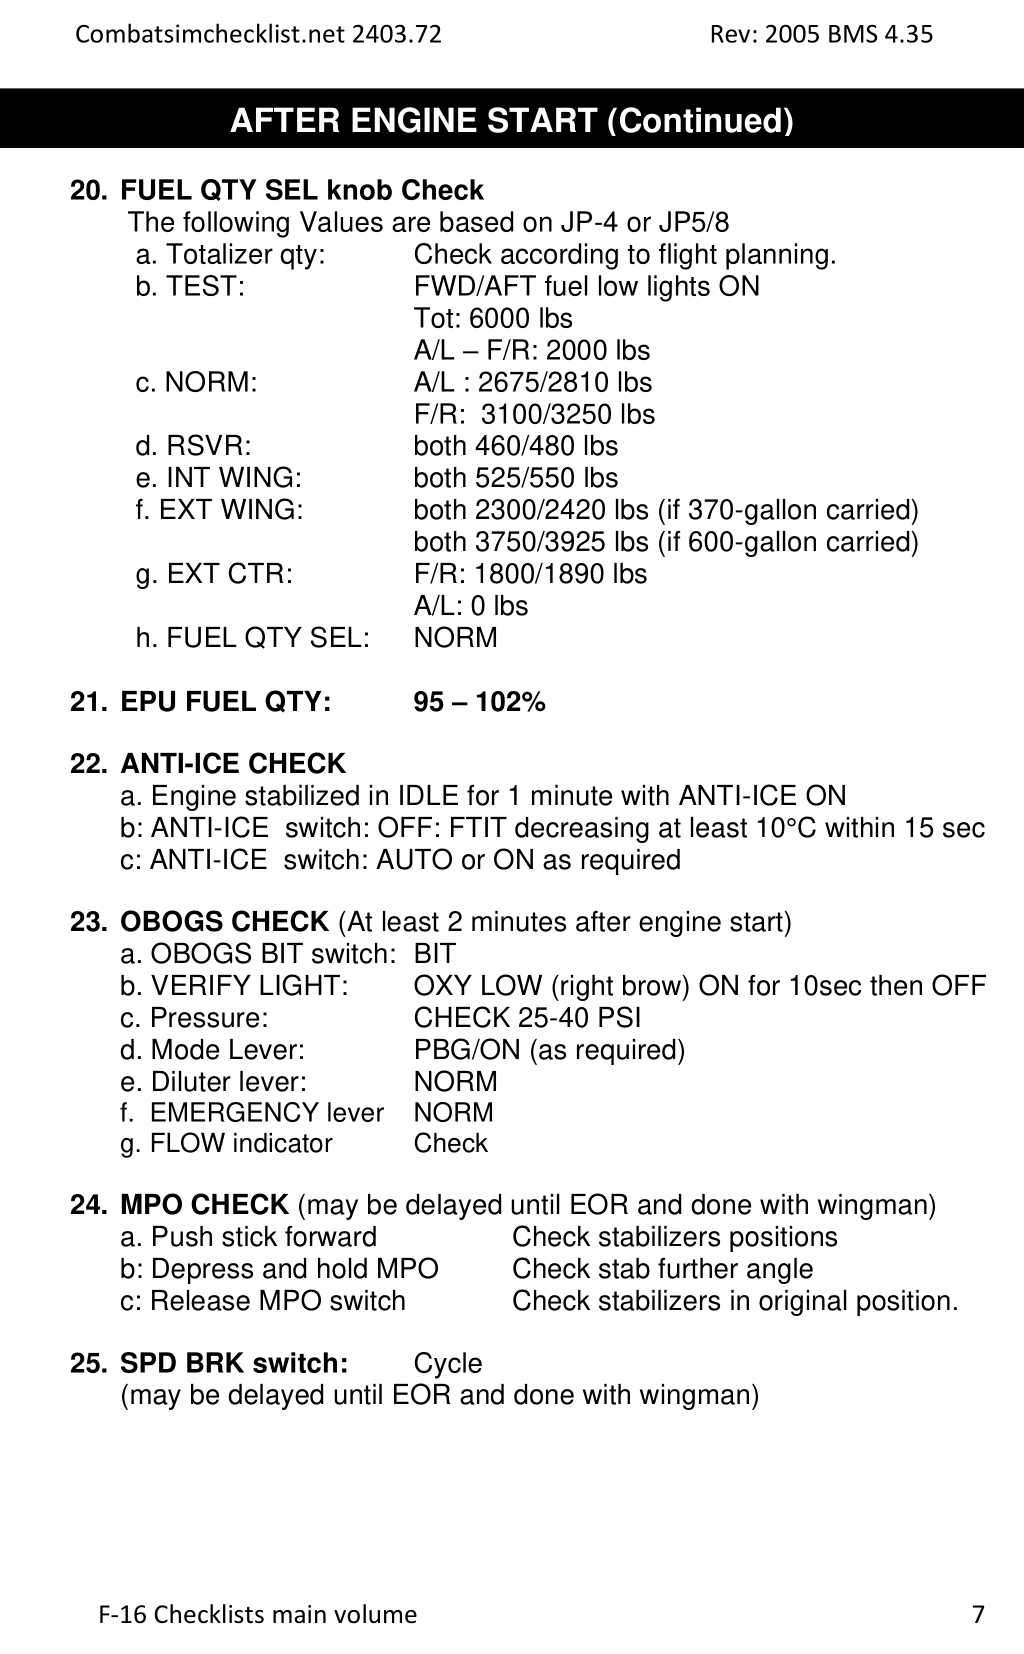 Combatsimchecklist.net 2403.72 Rev: 2005 BMS 4.35
AFTER ENGINE START (Continued)
20. FUEL QTY SEL knob Check
The following Values are based on JP-4 or JP5/8
a. Totalizer qty: Check according to flight planning.
b. TEST: FWD/AFT fuel low lights ON
Tot: 6000 lbs
A/L – F/R: 2000 lbs
c. NORM: A/L : 2675/2810 lbs
F/R: 3100/3250 lbs
d. RSVR: both 460/480 lbs
e. INT WING: both 525/550 lbs
f. EXT WING: both 2300/2420 lbs (if 370-gallon carried)
both 3750/3925 lbs (if 600-gallon carried)
g. EXT CTR: F/R: 1800/1890 lbs
A/L: 0 lbs
h. FUEL QTY SEL: NORM
21. EPU FUEL QTY: 95 – 102%
22. ANTI-ICE CHECK
a. Engine stabilized in IDLE for 1 minute with ANTI-ICE ON
b: ANTI-ICE switch: OFF: FTIT decreasing at least 10°C within 15 sec
c: ANTI-ICE switch: AUTO or ON as required
23. OBOGS CHECK (At least 2 minutes after engine start)
a. OBOGS BIT switch: BIT
b. VERIFY LIGHT: OXY LOW (right brow) ON for 10sec then OFF
c. Pressure: CHECK 25-40 PSI
d. Mode Lever: PBG/ON (as required)
e. Diluter lever: NORM
f. EMERGENCY lever NORM
g. FLOW indicator Check
24. MPO CHECK (may be delayed until EOR and done with wingman)
a. Push stick forward Check stabilizers positions
b: Depress and hold MPO Check stab further angle
c: Release MPO switch Check stabilizers in original position.
25. SPD BRK switch: Cycle
(may be delayed until EOR and done with wingman)
F-16 Checklists main volume 7